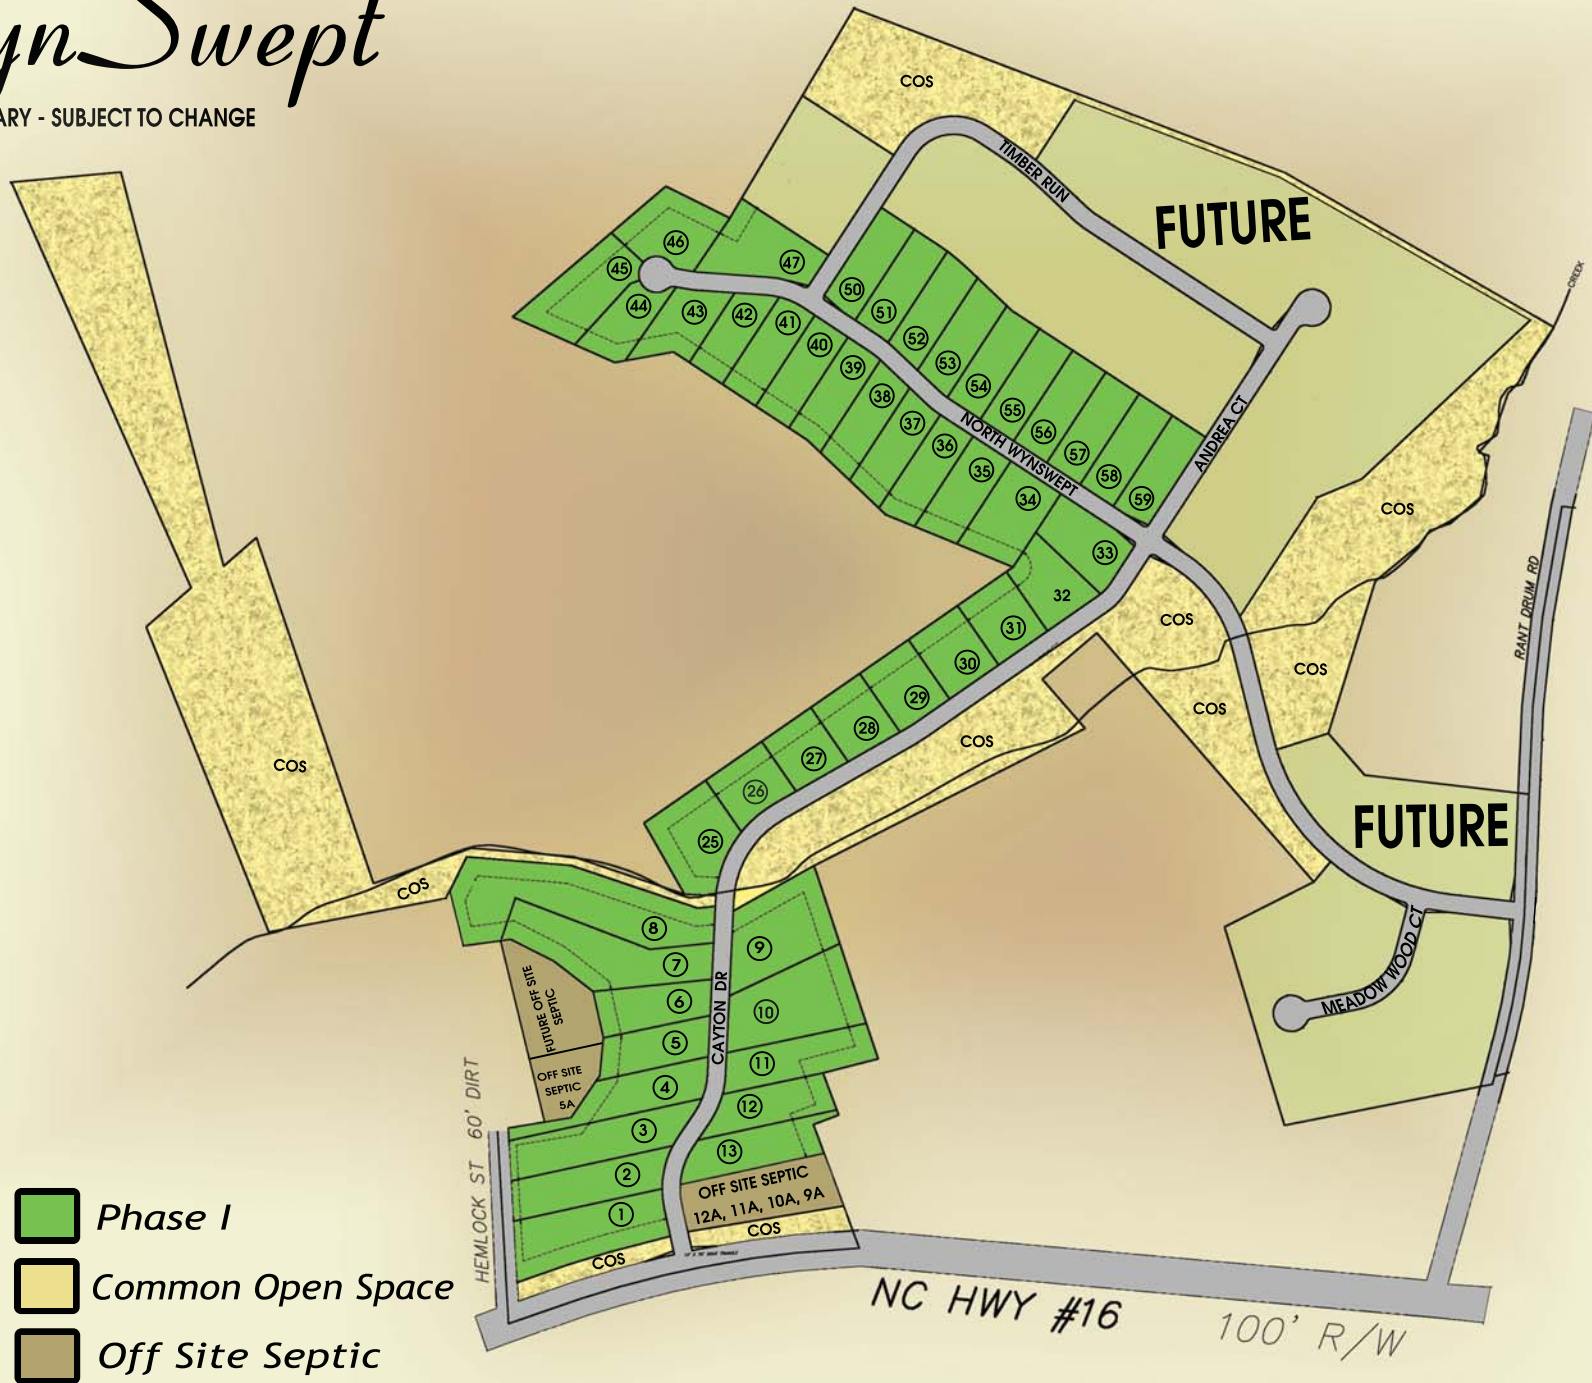 ynSwept
ARY - SUBJECT TO CHANGE
COS
TIMBER RUN
FUTURE
CREEK
46
45
47
44
43
42
41
40
39
38
37
36
35
34
50
51
52
53
54
55
56
57
58
59
NORTH WYNSWEPT
ANDREA CT
COS
RANT DRUM RD
33
32
31
30
29
28
27
26
25
COS
COS
COS
COS
COS
COS
FUTURE
MEADOW WOOD CT
8
7
6
5
4
3
2
1
9
10
11
12
13
CAYTON DR
FUTURE OFF SITE
SEPTIC
OFF SITE
SEPTIC
5A
HEMLOCK ST 60' DIRT
OFF SITE SEPTIC
12A, 11A, 10A, 9A
COS
COS
NC HWY #16
100' R/W
Phase I
Common Open Space
Off Site Septic